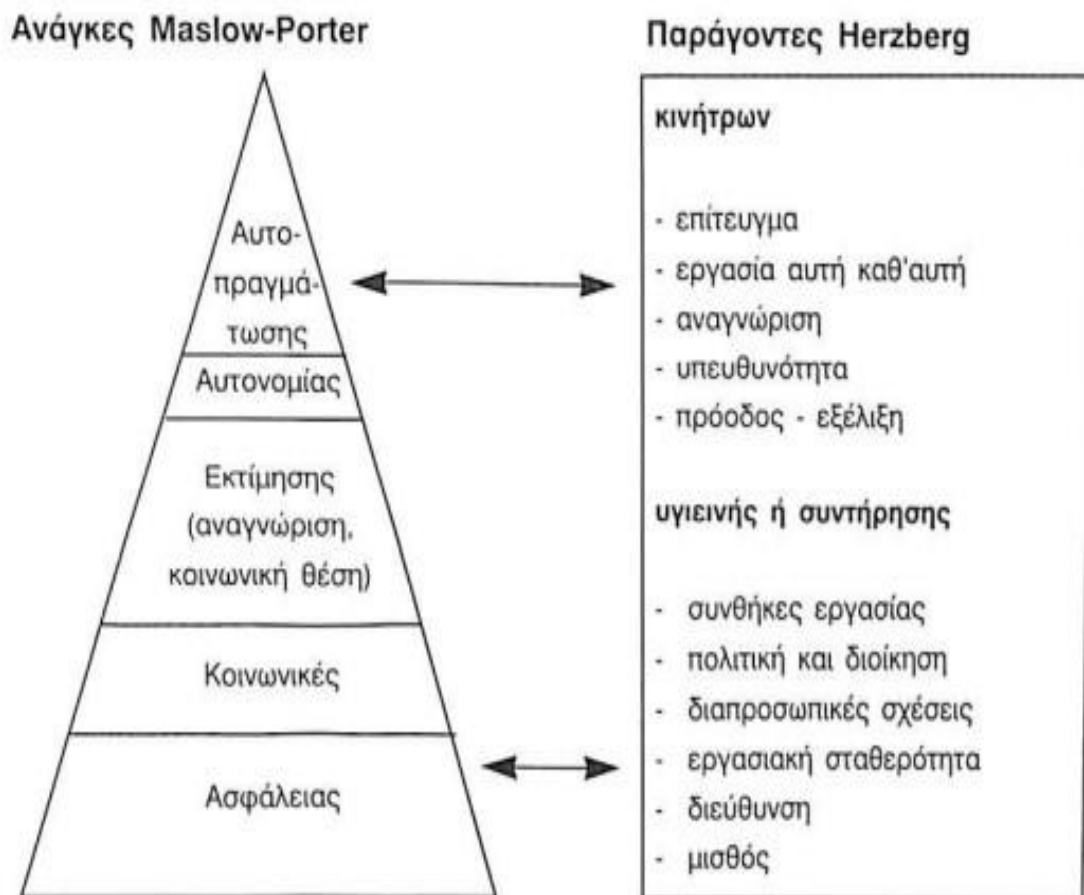 Ανάγκες Maslow-Porter
Αυτο-
πραγμά-
τωσης
Αυτονομίας
Εκτίμησης
(αναγνώριση,
κοινωνική θέση)
Κοινωνικές
Ασφάλειας
Παράγοντες Herzberg
κινήτρων
- επίτευγμα
- εργασία αυτή καθ'αυτή
- αναγνώριση
- υπευθυνότητα
- πρόοδος - εξέλιξη
υγιεινής ή συντήρησης
- συνθήκες εργασίας
- πολιτική και διοίκηση
- διαπροσωπικές σχέσεις
- εργασιακή σταθερότητα
- διεύθυνση
- μισθός